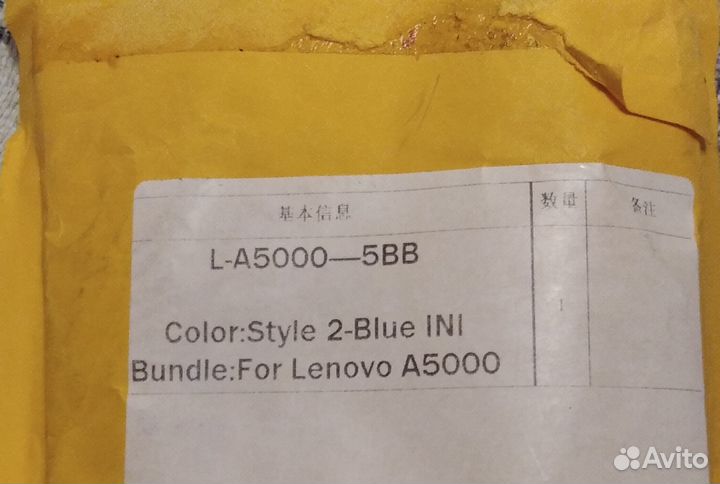 基本信息 数量 备注
L-A5000—5BB
1
Color:Style 2-Blue INI
Bundle:For Lenovo A5000
Avito